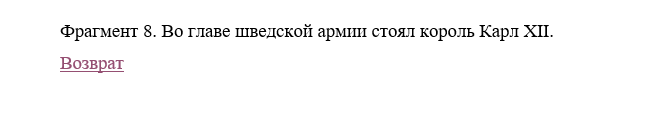 Фрагмент 8. Во главе шведской армии стоял король Карл XII.
Возврат